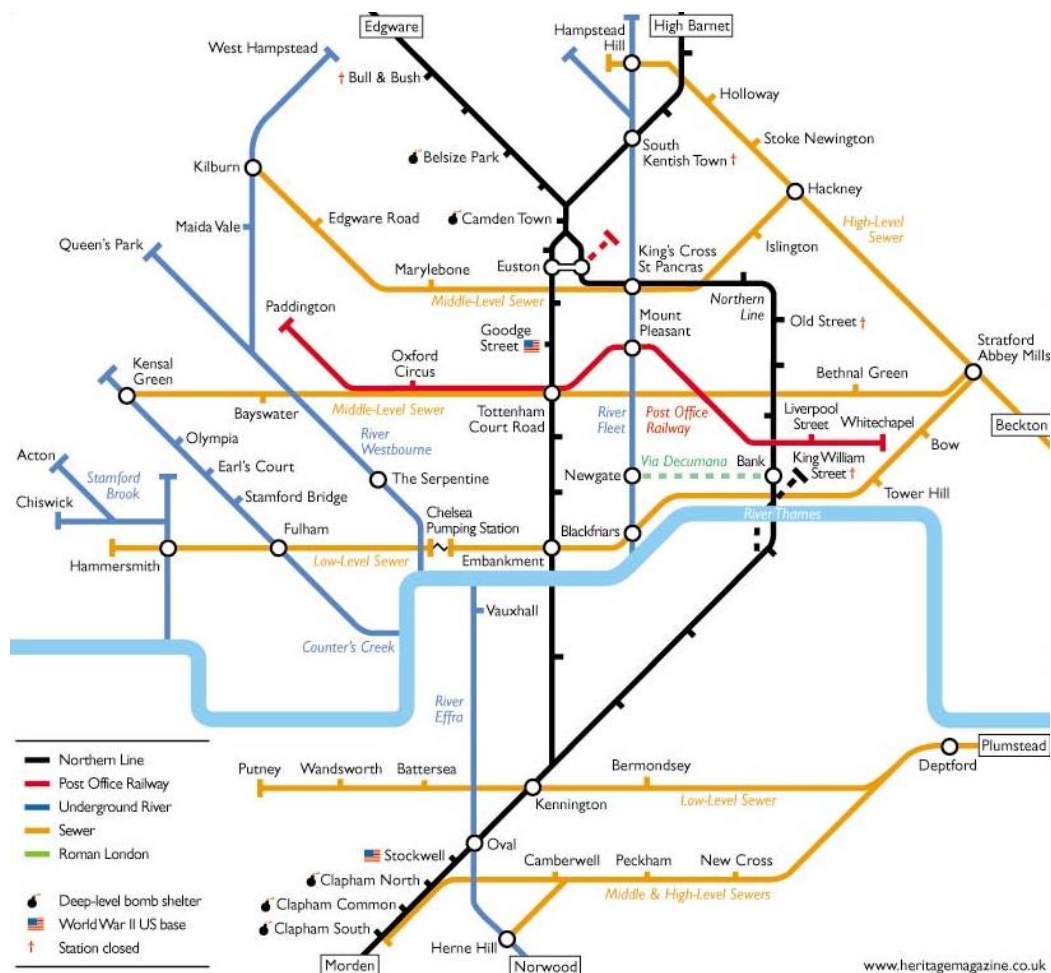 Edgware
High Barnet
West Hampstead
Hampstead
Hill
† Bull & Bush
Holloway
Stoke Newington
Belsize Park
South
Kentish Town †
Kilburn
Hackney
Maida Vale
Edgware Road
Camden Town
High-Level
Sewer
Queen's Park
Islington
Euston
King's Cross
St Pancras
Marylebone
Middle-Level Sewer
Northern
Line
Paddington
Mount
Pleasant
Old Street †
Goodge
Street
Oxford
Circus
Stratford
Abbey Mills
Kensal
Green
Bethnal Green
Bayswater
Middle-Level Sewer
Tottenham
Court Road
River
Fleet
Post Office
Railway
Liverpool
Street
Whitechapel
Beckton
Olympia
River
Westbourne
Bow
Acton
Stamford
Brook
Earl's Court
The Serpentine
Newgate
Via Decumana
Bank
King William
Street †
Tower Hill
Chiswick
Stamford Bridge
Chelsea
Pumping Station
Fulham
Blackfriars
River Thames
Hammersmith
Low-Level Sewer
Embankment
Vauxhall
Counter's Creek
River
Effra
Northern Line
Post Office Railway
Underground River
Sewer
Roman London
Deep-level bomb shelter
World War II US base
† Station closed
Putney
Wandsworth
Battersea
Bermondsey
Plumstead
Deptford
Kennington
Low-Level Sewer
Oval
Stockwell
Camberwell
Peckham
New Cross
Clapham North
Middle & High-Level Sewers
Clapham Common
Clapham South
Herne Hill
Morden
Norwood
www.heritagemagazine.co.uk